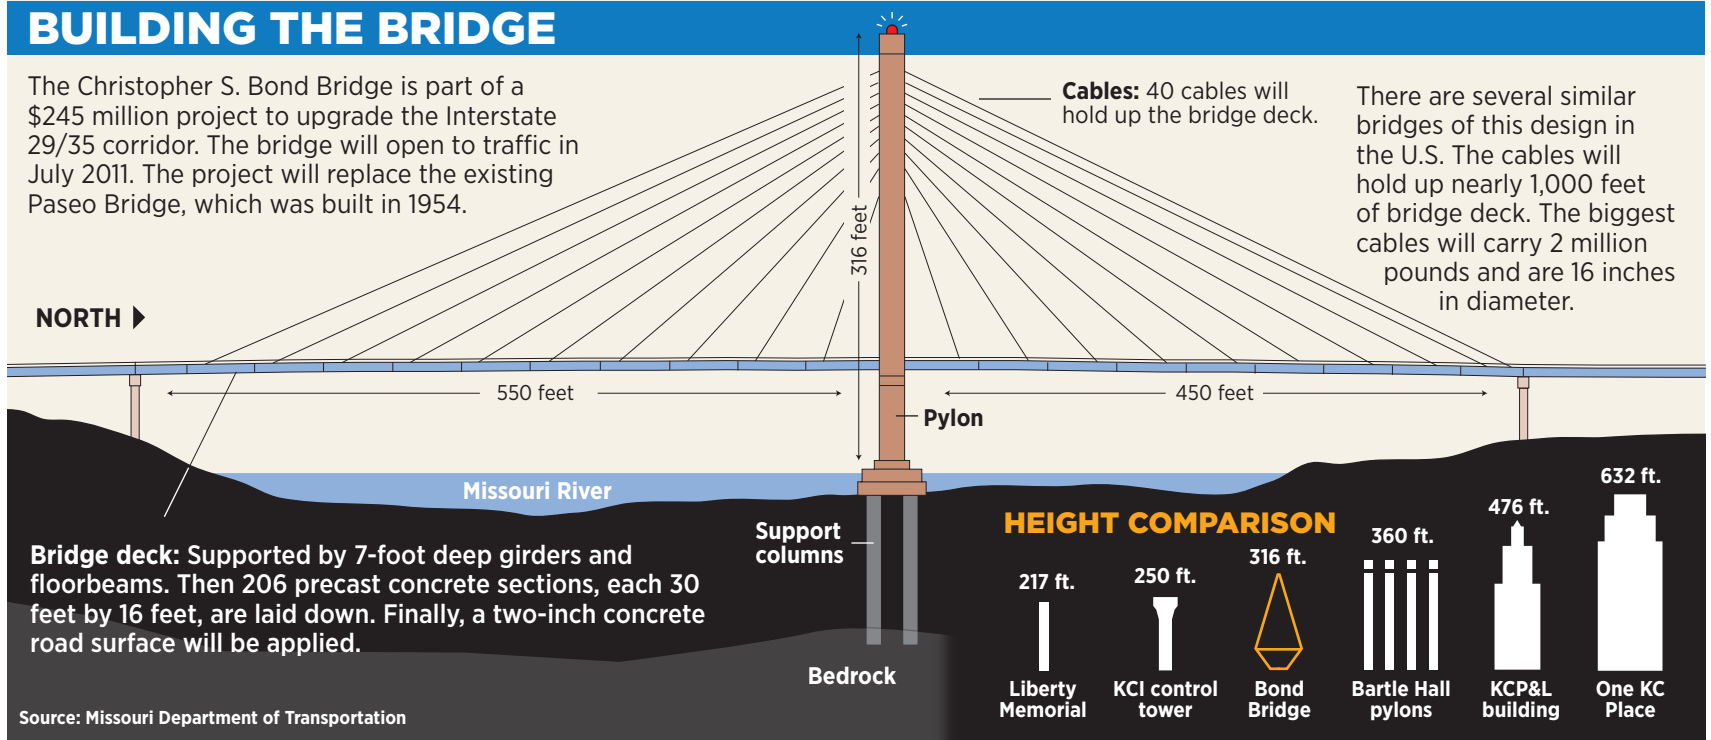 BUILDING THE BRIDGE
The Christopher S. Bond Bridge is part of a
$245 million project to upgrade the Interstate
29/35 corridor. The bridge will open to traffic in
July 2011. The project will replace the existing
Paseo Bridge, which was built in 1954.
Cables: 40 cables will
hold up the bridge deck.
There are several similar
bridges of this design in
the U.S. The cables will
hold up nearly 1,000 feet
of bridge deck. The biggest
cables will carry 2 million
pounds and are 16 inches
in diameter.
316 feet
NORTH
550 feet
450 feet
Pylon
Missouri River
Support
columns
Bridge deck: Supported by 7-foot deep girders and
floorbeams. Then 206 precast concrete sections, each 30
feet by 16 feet, are laid down. Finally, a two-inch concrete
road surface will be applied.
Bedrock
Source: Missouri Department of Transportation
HEIGHT COMPARISON
217 ft.
Liberty
Memorial
250 ft.
KCI control
tower
316 ft.
Bond
Bridge
360 ft.
Bartle Hall
pylons
476 ft.
KCP&L
building
632 ft.
One KC
Place